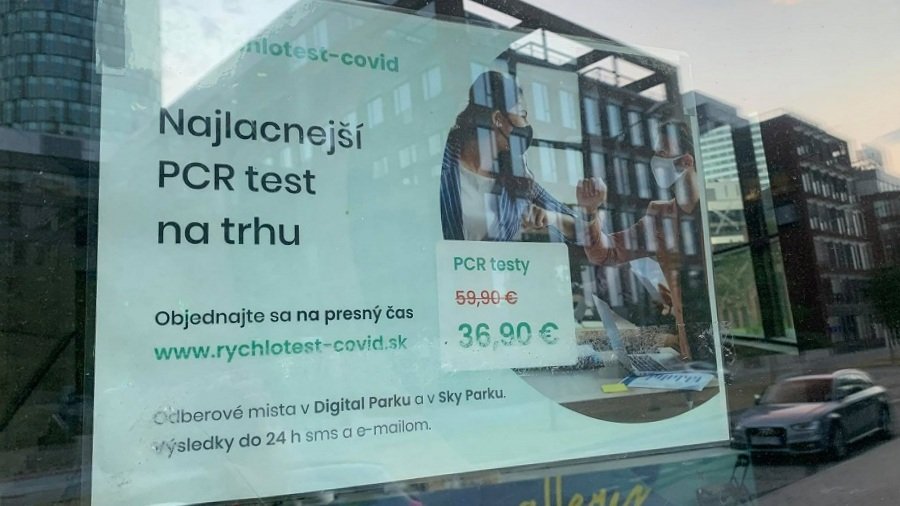 rychlotest-covid
Najlacnejší
PCR test
na trhu
PCR testy
59,90 €
36,90 €
Objednajte sa na presný čas
www.rychlotest-covid.sk
Odberové mista v Digital Parku a v Sky Parku.
Výsledky do 24 h sms a e-mailom.